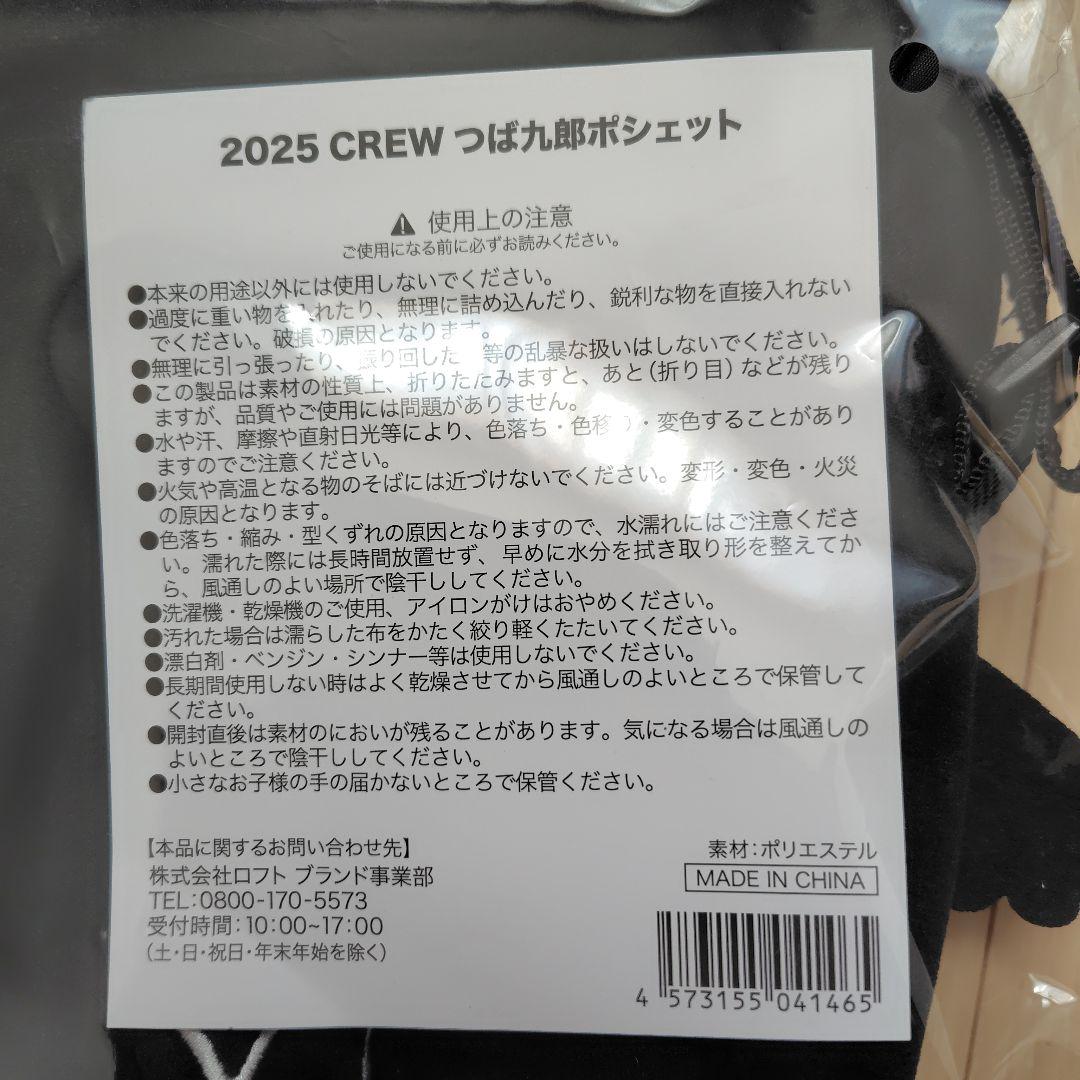 2025 CREW つば九郎ポシェット
使用上の注意
ご使用になる前に必ずお読みください。
●本来の用途以外には使用しないでください。
●過度に重い物を入れたり、無理に詰め込んだり、鋭利な物を直接入れない
でください。破損の原因となります。
●無理に引っ張ったり、振り回した 等の乱暴な扱いはしないでください。
●この製品は素材の性質上、折りたたみますと、あと(折り目)などが残り
ますが、品質やご使用には問題がありません。
●水や汗、摩擦や直射日光等により、色落ち・色移 ・変色することがあり
ますのでご注意ください。
●火気や高温となる物のそばには近づけないでください。変形・変色・火災
の原因となります。
●色落ち・縮み・型くずれの原因となりますので、水濡れにはご注意くださ
い。濡れた際には長時間放置せず、早めに水分を拭き取り形を整えてか
ら、風通しのよい場所で陰干ししてください。
●洗濯機・乾燥機のご使用、アイロンがけはおやめください。
●汚れた場合は濡らした布をかたく絞り軽くたたいてください。
●漂白剤・ベンジン・シンナー等は使用しないでください。
●長期間使用しない時はよく乾燥させてから風通しのよいところで保管して
ください。
●開封直後は素材のにおいが残ることがあります。気になる場合は風通しの
よいところで陰干ししてください。
●小さなお子様の手の届かないところで保管ください。
【本品に関するお問い合わせ先】
株式会社ロフト ブランド事業部
TEL:0800-170-5573
受付時間:10:00~17:00
(土・日・祝日・年末年始を除く)
素材:ポリエステル
MADE IN CHINA
4 573155 041465